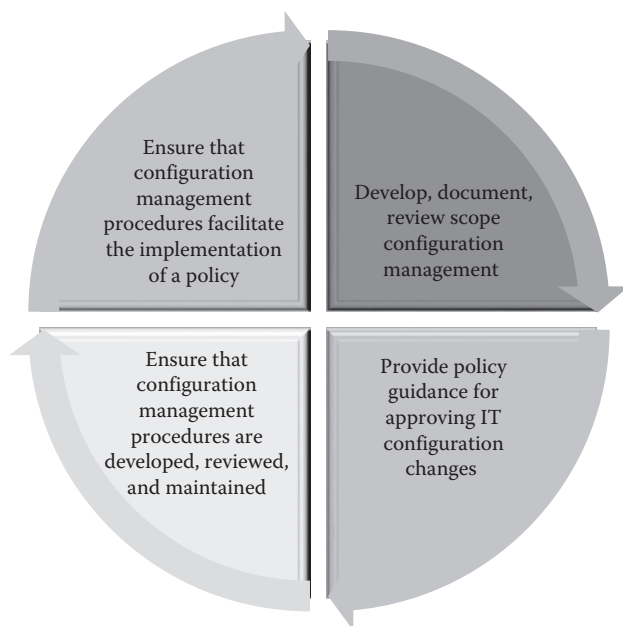 Ensure that
configuration
management
procedures facilitate
the implementation
of a policy
Develop, document,
review scope
configuration
management
Ensure that
configuration
management
procedures are
developed, reviewed,
and maintained
Provide policy
guidance for
approving IT
configuration
changes